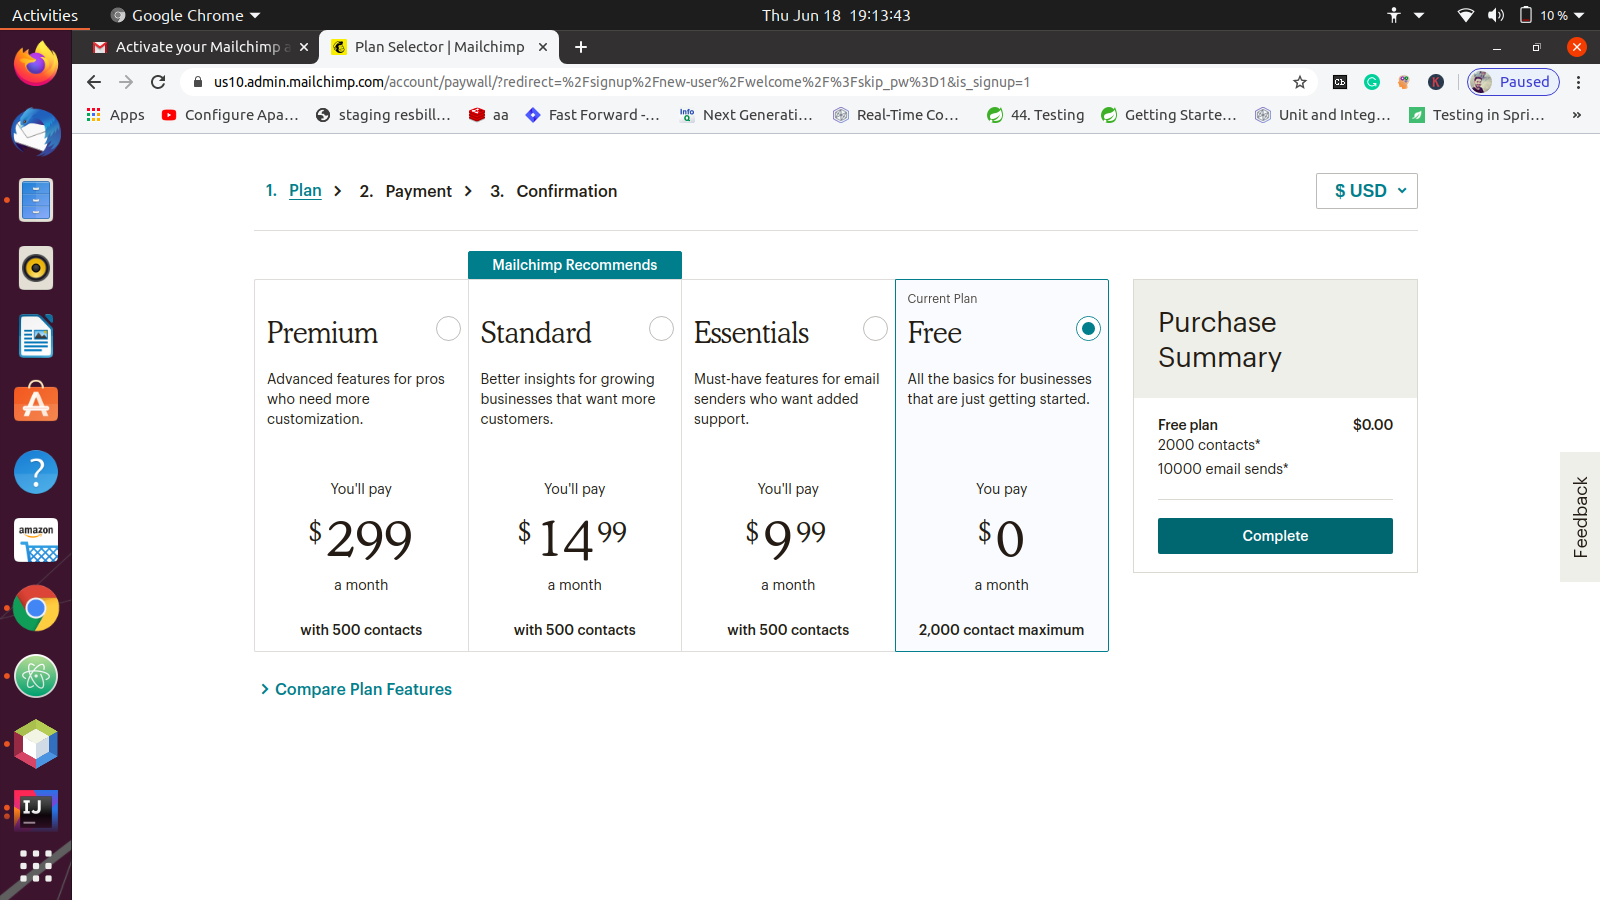 Activities
Google Chrome
Thu Jun 18 19:13:43
10 %
Activate your Mailchimp a
Plan Selector | Mailchimp
us10.admin.mailchimp.com/account/paywall/?redirect=%2Fsignup%2Fnew-user%2Fwelcome%2F%3Fskip_pw%3D1&is_signup=1
Paused
Apps
Configure Apa...
staging resbill...
aa
Fast Forward -...
Next Generati...
Real-Time Co...
44. Testing
Getting Starte...
Unit and Integ...
Testing in Spri...
»
1. Plan > 2. Payment > 3. Confirmation
$ USD
Mailchimp Recommends
Premium
Advanced features for pros
who need more
customization.
You'll pay
$299
a month
with 500 contacts
Standard
Better insights for growing
businesses that want more
customers.
You'll pay
$14 99
a month
with 500 contacts
Essentials
Must-have features for email
senders who want added
support.
You'll pay
$9 99
a month
with 500 contacts
Current Plan
Free
All the basics for businesses
that are just getting started.
You pay
$0
a month
2,000 contact maximum
Purchase
Summary
Free plan $0.00
2000 contacts*
10000 email sends*
Complete
Feedback
> Compare Plan Features
amazon
IJ